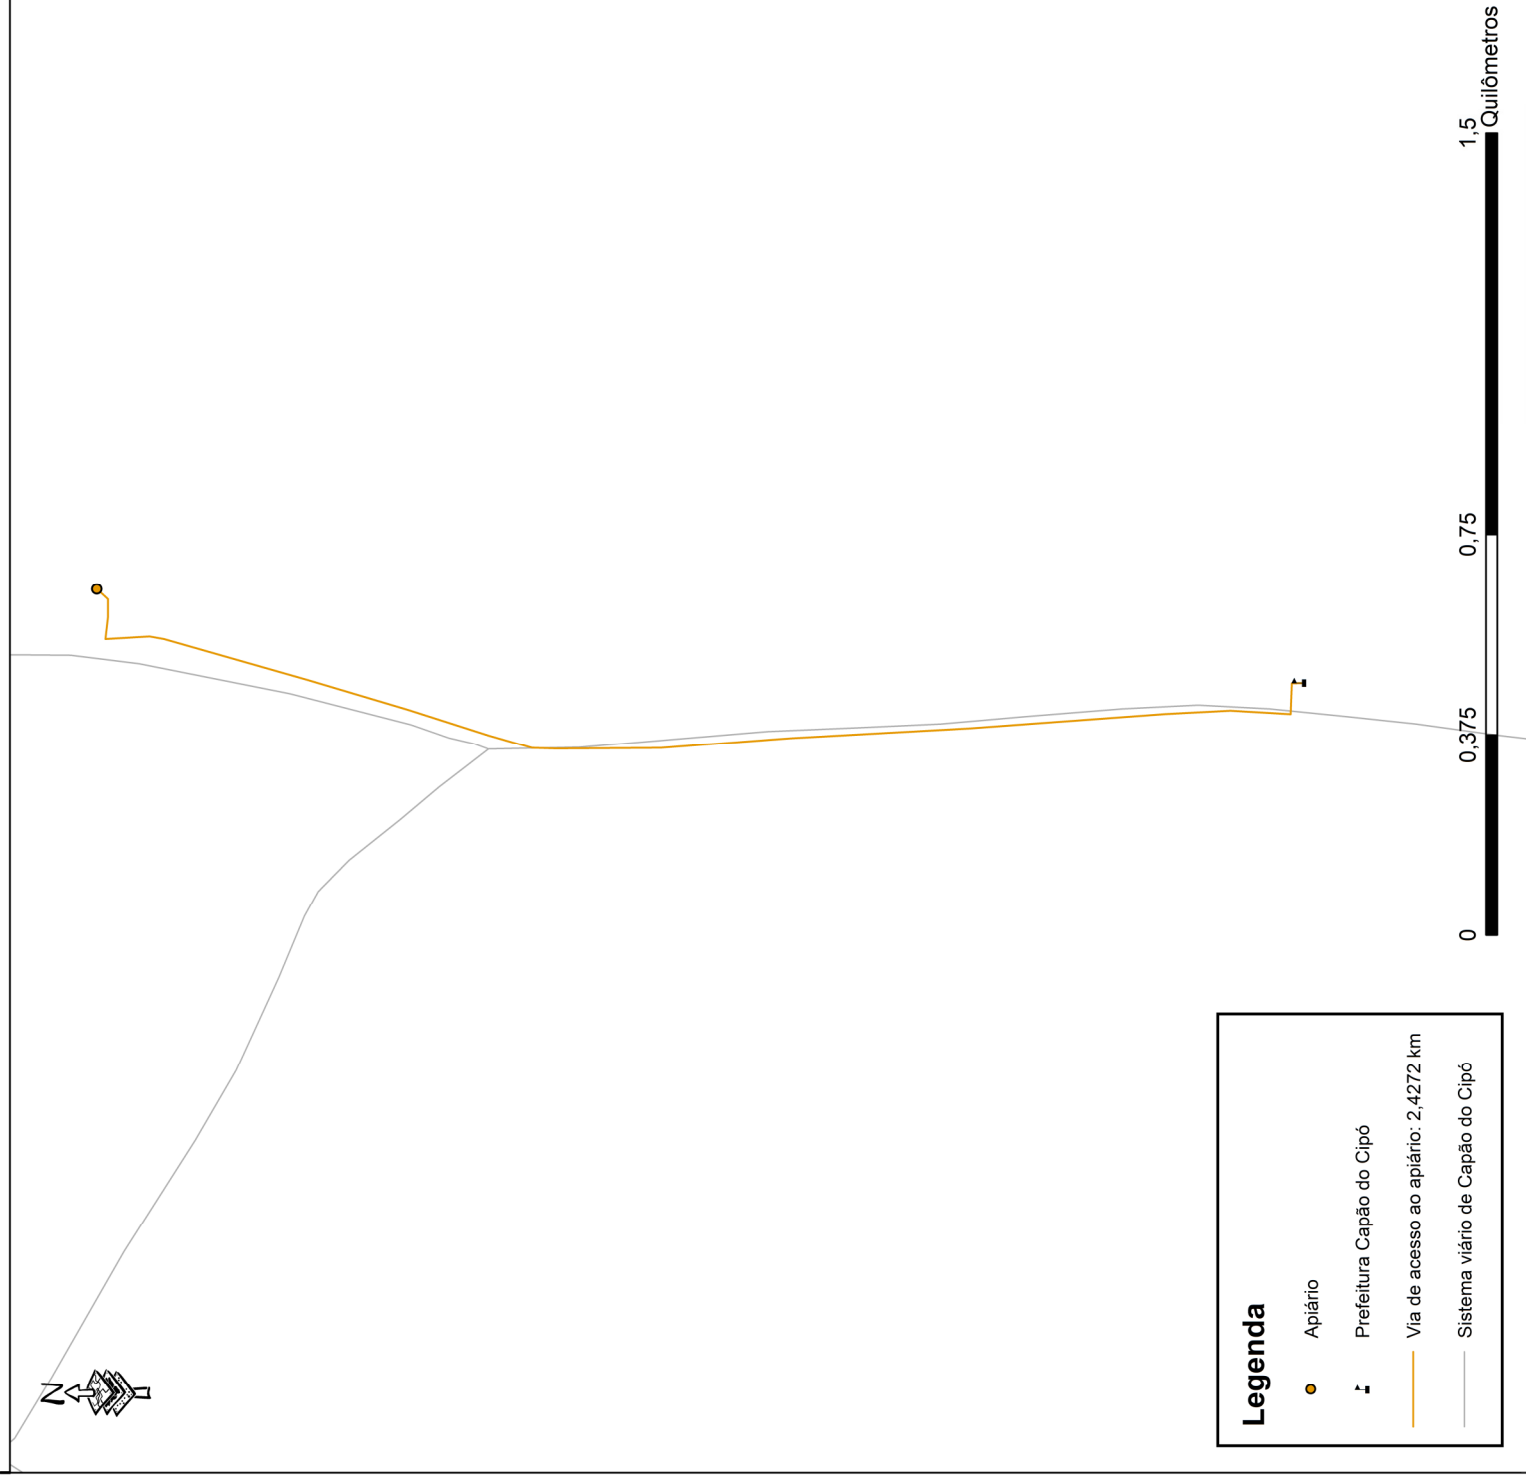 N
Legenda
Apiário
Prefeitura Capão do Cipó
Via de acesso ao apiário: 2,4272 km
Sistema viário de Capão do Cipó
0 0,375 0,75 1,5
Quilômetros